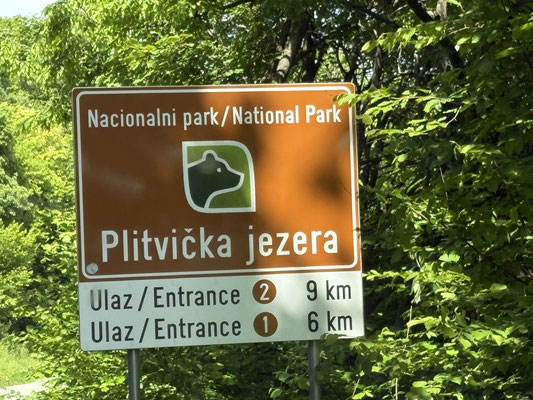 Nacionalni park/National Park
Plitvička jezera
Ulaz/Entrance 2 9 km
Ulaz/Entrance 1 6 km